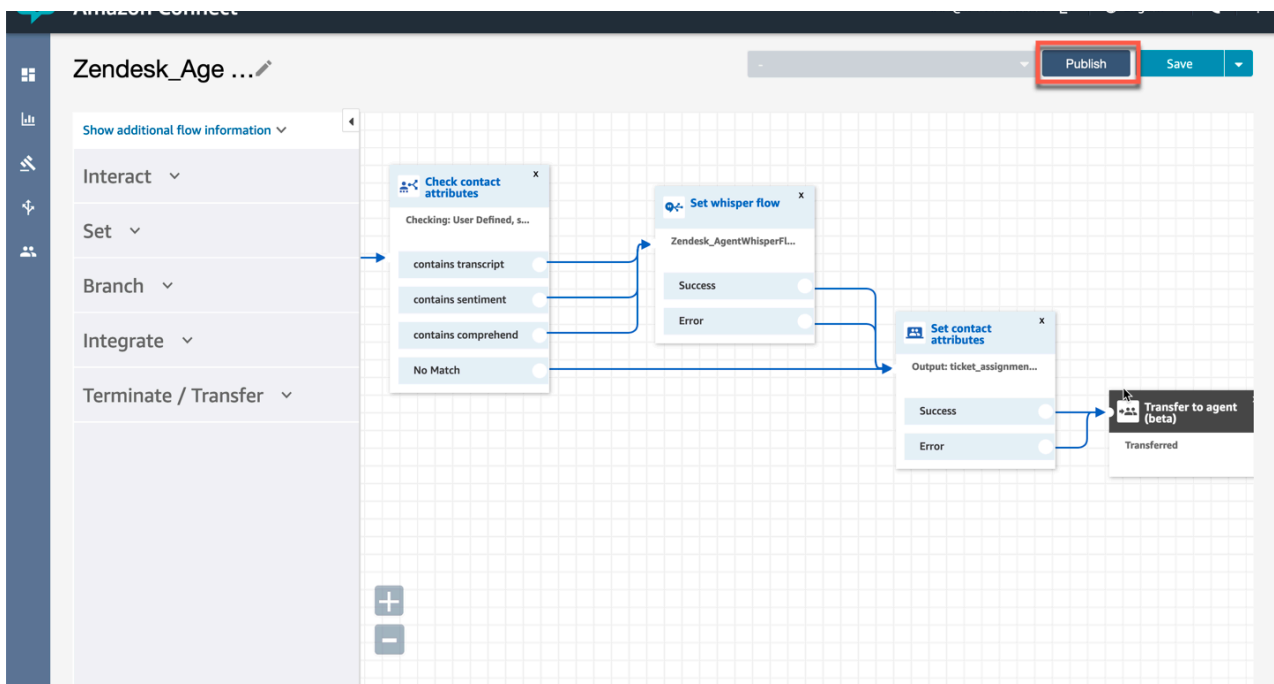 Amazon Connect
Zendesk_Age ...
-
Publish
Save
Show additional flow information
Interact
Set
Branch
Integrate
Terminate / Transfer
Check contact
attributes
x
Checking: User Defined, s...
contains transcript
contains sentiment
contains comprehend
No Match
Set whisper flow
x
Zendesk_AgentWhisperFl...
Success
Error
Set contact
attributes
x
Output: ticket_assignmen...
Success
Error
Transfer to agent
(beta)
Transferred